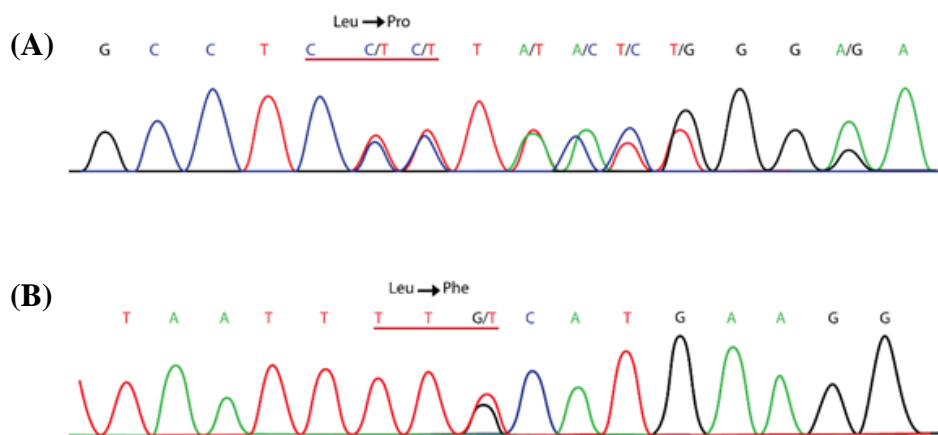 Leu → Pro
(A) G C C T C C/T C/T T A/T A/C T/C T/G G G A/G A
Leu → Phe
(B)
T A A T T T T G/T C A T G A A G G